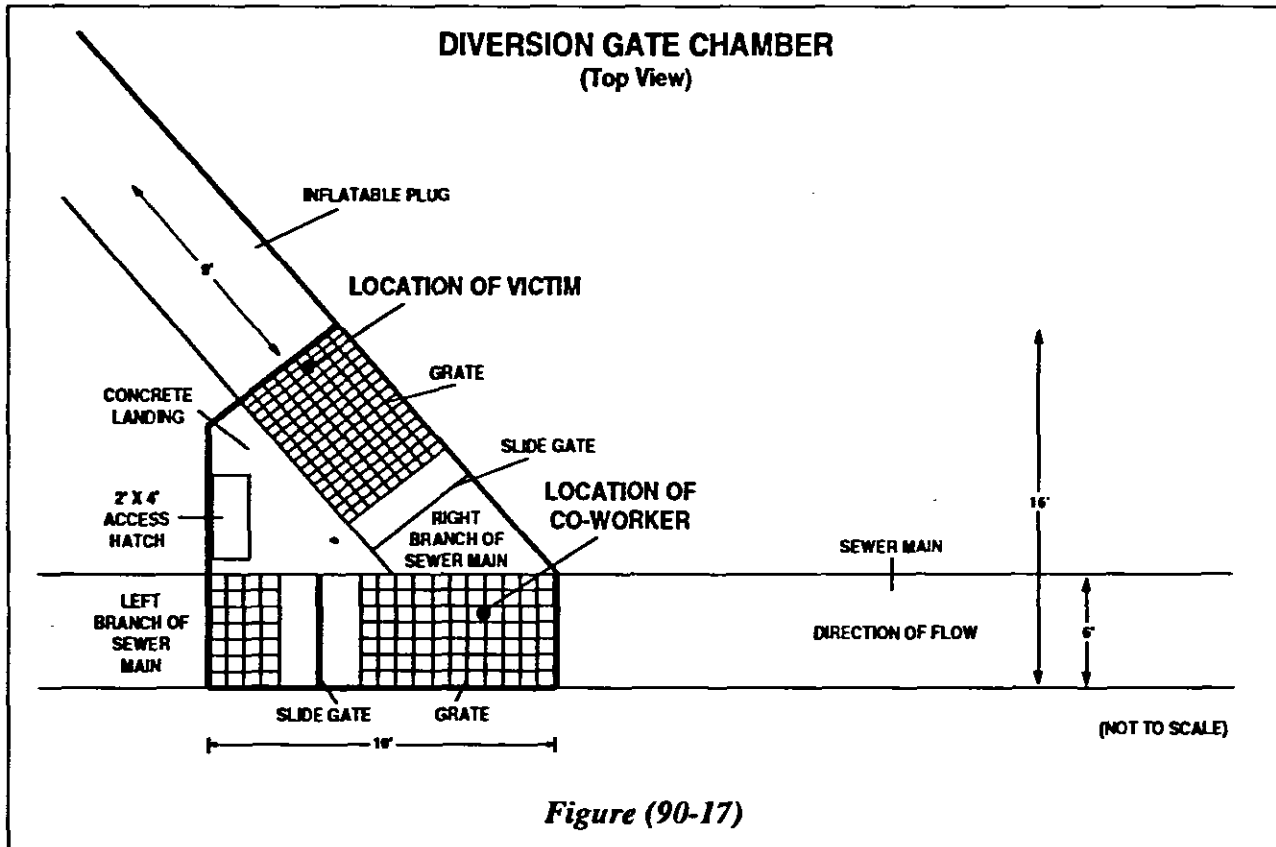 DIVERSION GATE CHAMBER
(Top View)
INFLATABLE PLUG
8'
LOCATION OF VICTIM
GRATE
CONCRETE
LANDING
SLIDE GATE
LOCATION OF
CO-WORKER
2' X 4'
ACCESS
HATCH
RIGHT
BRANCH OF
SEWER MAIN
16'
SEWER MAIN
LEFT
BRANCH OF
SEWER
MAIN
DIRECTION OF FLOW
6'
SLIDE GATE
GRATE
(NOT TO SCALE)
Figure (90-17)